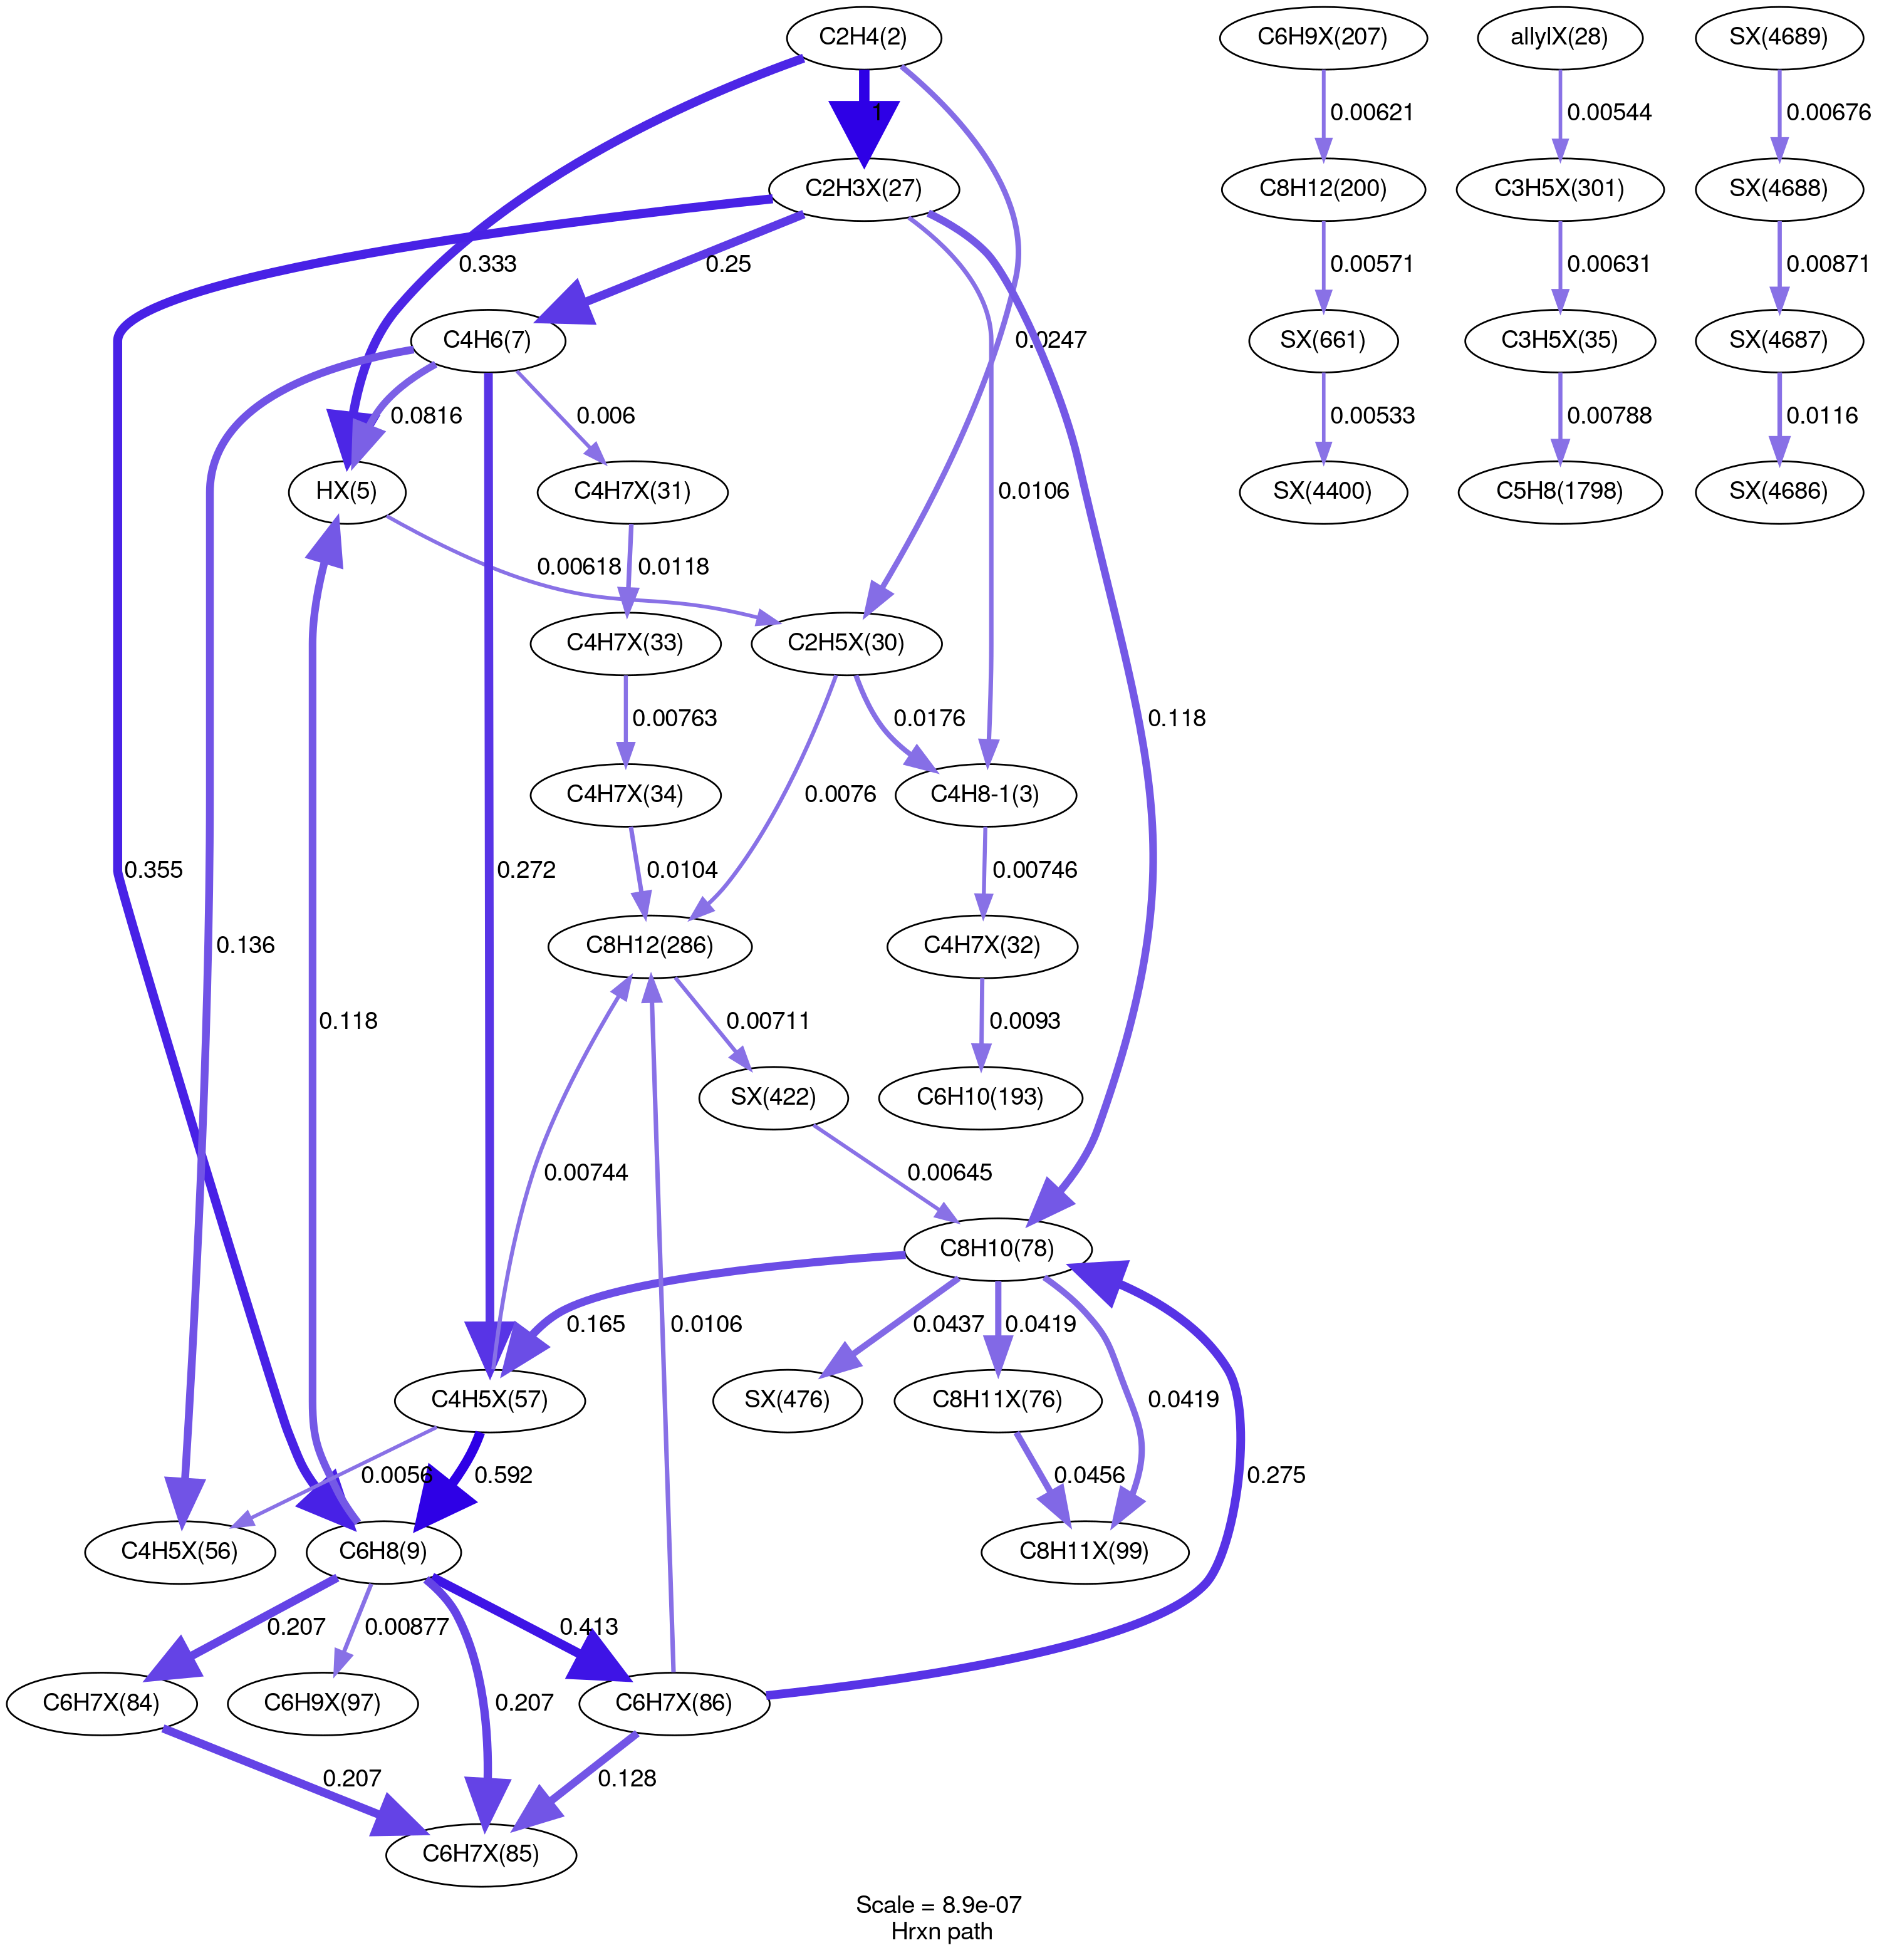 C2H4(2)
C6H9X(207)
allylX(28)
SX(4689)
1
0.00621
0.00544
0.00676
C2H3X(27)
C8H12(200)
C3H5X(301)
SX(4688)
0.333
0.25
0.00571
0.00631
0.00871
C4H6(7)
0.0247
SX(661)
C3H5X(35)
SX(4687)
0.0816
0.006
0.00533
0.00788
0.0116
HX(5)
C4H7X(31)
0.0106
SX(4400)
C5H8(1798)
SX(4686)
0.00618
0.0118
C4H7X(33)
C2H5X(30)
0.00763
0.0176
0.118
C4H7X(34)
0.0076
C4H8-1(3)
0.355
0.272
0.0104
0.00746
0.136
C8H12(286)
C4H7X(32)
0.118
0.00711
0.0093
SX(422)
C6H10(193)
0.00744
0.00645
C8H10(78)
0.0106
0.165
0.0437
0.0419
C4H5X(57)
SX(476)
C8H11X(76)
0.0419
0.0056
0.592
0.0456
0.275
C4H5X(56)
C6H8(9)
C8H11X(99)
0.207
0.00877
0.413
C6H7X(84)
C6H9X(97)
0.207
C6H7X(86)
0.207
0.128
C6H7X(85)
Scale = 8.9e-07
Hrxn path